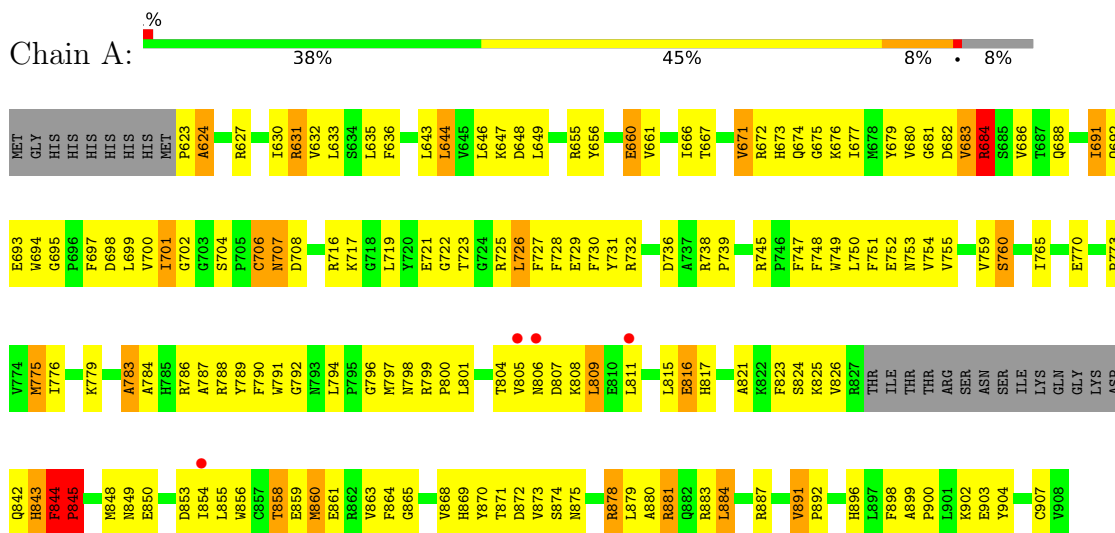 %
Chain A:
38% 45% 8% • 8%
MET GLY HIS HIS HIS HIS HIS HIS MET P623 A624 R627 I630 R631 V632 L633 S634 L635 F636 L643 L644 V645 L646 K647 D648 L649 R655 Y656 E660 V661 I666 T667 V671 R672 H673 Q674 G675 K676 I677 M678 Y679 V680 G681 D682 V683 R684 S685 V686 T687 Q688 I691
E693 W694 G695 P696 F697 D698 L699 V700 I701 G702 G703 S704 P705 C706 N707 D708 R716 K717 G718 L719 Y720 E721 G722 T723 G724 R725 L726 F727 F728 E729 F730 Y731 R732 D736 A737 R738 P739 R745 P746 F747 F748 W749 L750 F751 E752 N753 V754 V755 V759 S760 I765 E770
V774 M775 I776 K779 A783 A784 H785 R786 A787 R788 Y789 F790 W791 G792 N793 L794 P795 G796 M797 N798 R799 P800 L801 T804 V805 N806 D807 K808 L809 E810 L811 L815 E816 H817 A821 K822 F823 S824 K825 V826 R827 THR ILE THR THR ARG SER ASN SER ILE LYS GLN GLY LYS ASP
Q842 H843 F844 P845 M848 N849 E850 D853 I854 L855 W856 C857 T858 E859 M860 E861 R862 V863 F864 G865 V868 H869 Y870 T871 D872 V873 S874 N875 R878 L879 A880 R881 Q882 R883 L884 R887 V891 P892 H896 L897 F898 A899 P900 L901 K902 E903 Y904 C907 V908